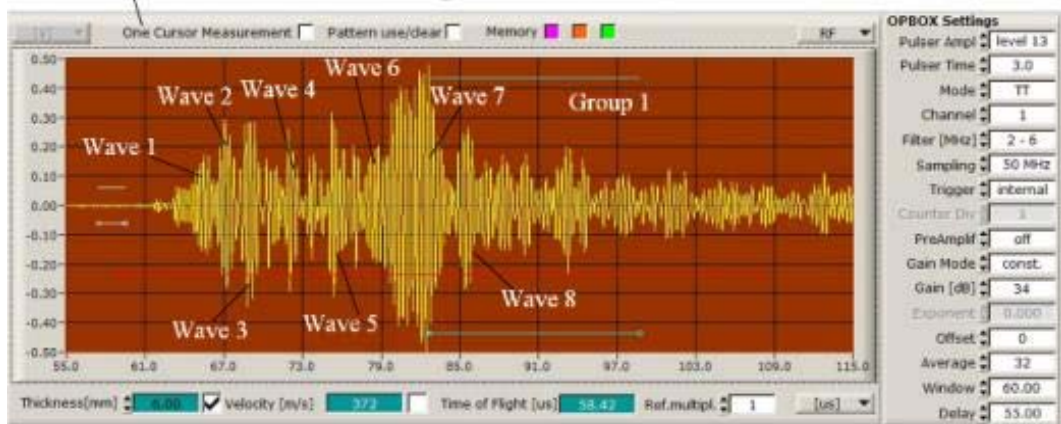 [v] One Cursor Measurement Pattern use/clear Memory RF
0.50
0.40
0.30
0.20
0.10
0.00
-0.10
-0.20
-0.30
-0.40
-0.50
Wave 1
Wave 2
Wave 4
Wave 6
Wave 7
Group 1
Wave 3
Wave 5
Wave 8
55.0 61.0 67.0 73.0 79.0 85.0 91.0 97.0 103.0 109.0 115.0
Thickness[mm] 6.00 Velocity [m/s] 372 Time of Flight [us] 58.42 Ref.multipl. 1 [us]
OPBOX Settings
Pulser Ampl level 13
Pulser Time 3.0
Mode TT
Channel 1
Filter [MHz] 2 - 6
Sampling 50 MHz
Trigger internal
Counter Div 1
PreAmplif off
Gain Mode const.
Gain [dB] 34
Exponent 0.000
Offset 0
Average 32
Window 60.00
Delay 55.00